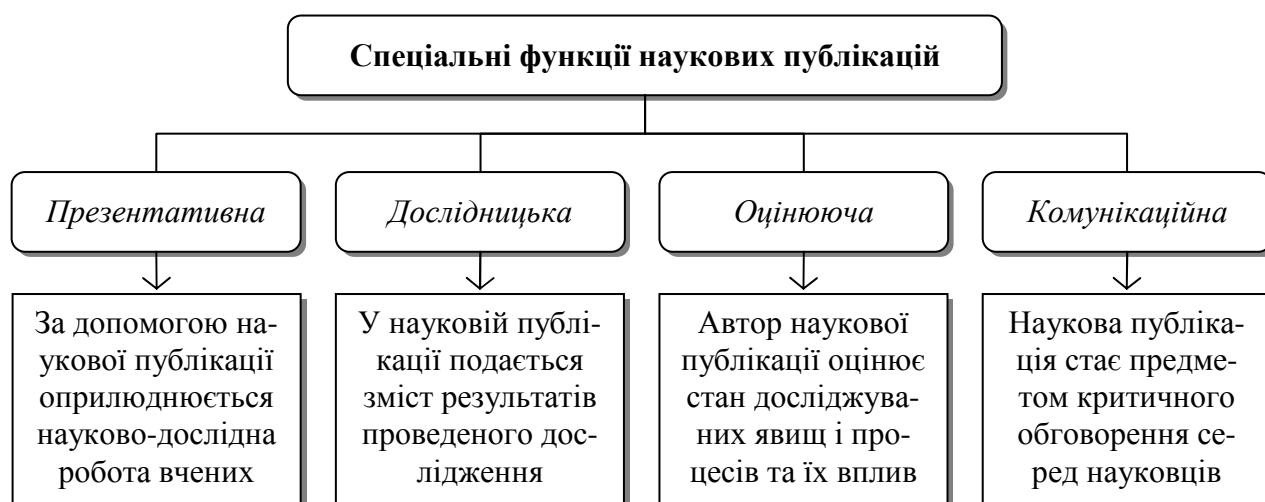 Спеціальні функції наукових публікацій
Презентативна
Дослідницька
Оцінююча
Комунікаційна
За допомогою на-
укової публікації
оприлюднюється
науково-дослідна
робота вчених
У науковій публі-
кації подається
зміст результатів
проведеного дос-
лідження
Автор наукової
публікації оцінює
стан досліджува-
них явищ і про-
цесів та їх вплив
Наукова публіка-
ція стає предме-
том критичного
обговорення се-
ред науковців